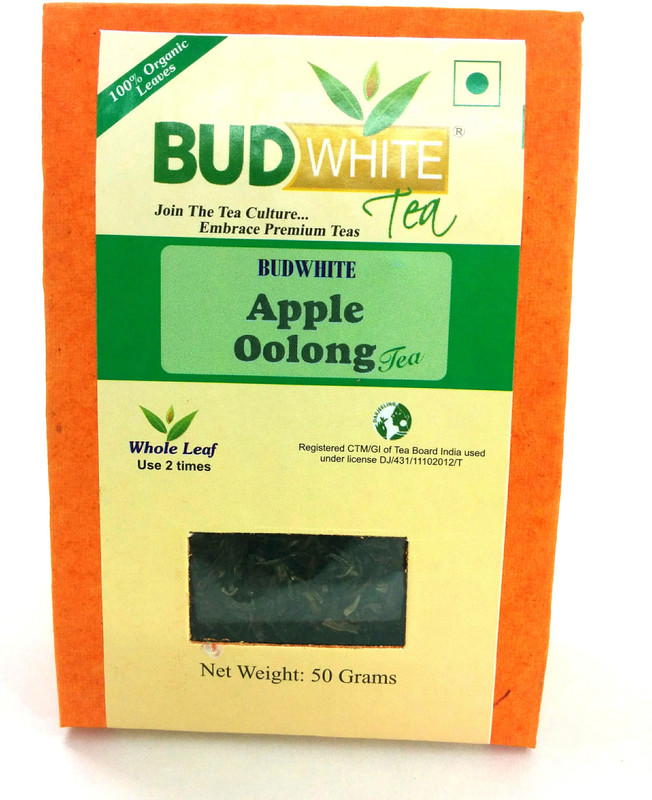 100% Organic
Leaves
BUDWHITE ®
Tea
Join The Tea Culture...
Embrace Premium Teas
BUDWHITE
Apple
Oolong Tea
DARJEELING
Whole Leaf
Use 2 times
Registered CTM/GI of Tea Board India used
under license DJ/431/11102012/T
Net Weight: 50 Grams